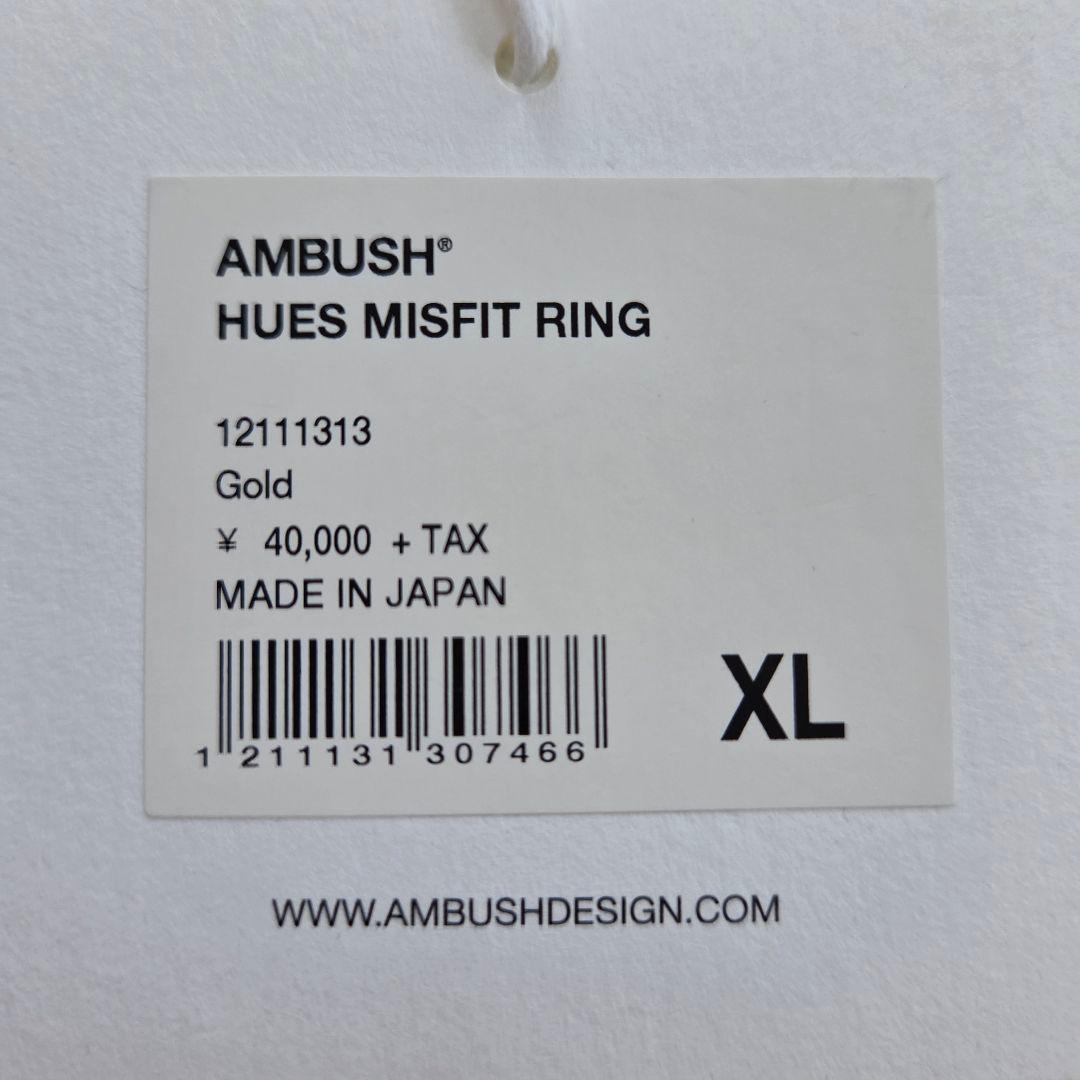 AMBUSH®
HUES MISFIT RING
12111313
Gold
¥ 40,000 + TAX
MADE IN JAPAN
1 211131 307466
XL
WWW.AMBUSHDESIGN.COM